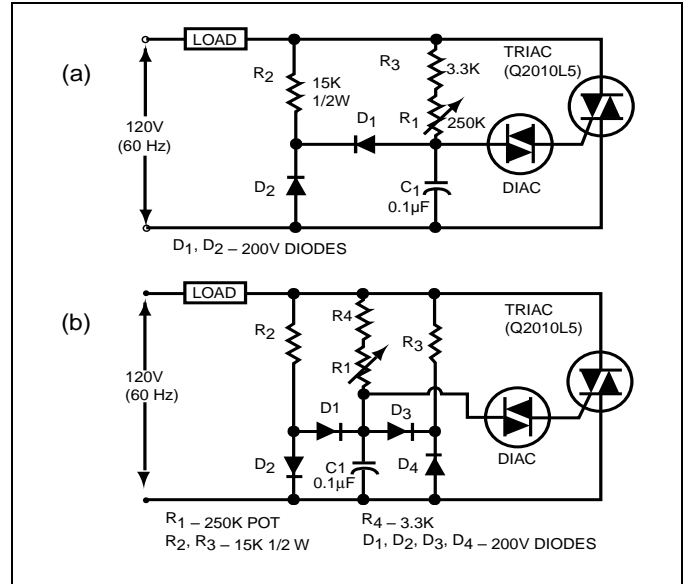 (a)
LOAD
R2
15K
1/2W
R3
3.3K
TRIAC
(Q2010L5)
120V
(60 Hz)
D1
R1
250K
D2
C1
0.1µF
DIAC
D1, D2 – 200V DIODES
(b)
LOAD
R2
R4
R3
TRIAC
(Q2010L5)
120V
(60 Hz)
R1
D1
D3
D2
C1
0.1µF
D4
DIAC
R1 – 250K POT
R2, R3 – 15K 1/2 W
R4 – 3.3K
D1, D2, D3, D4 – 200V DIODES